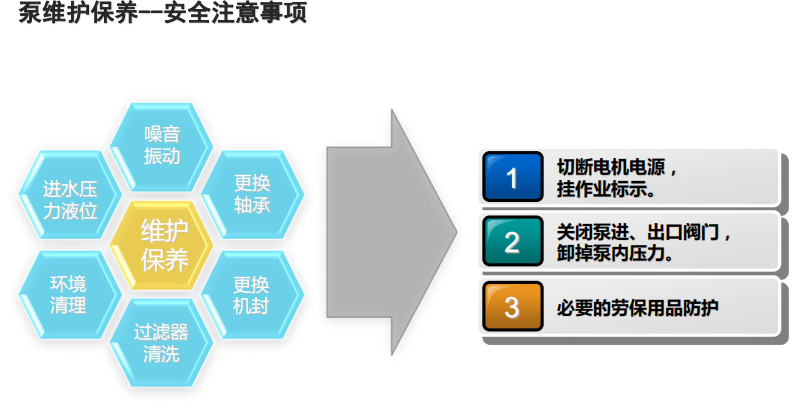 泵维护保养--安全注意事项
噪音
振动
进水压
力液位
更换
轴承
维护
保养
环境
清理
更换
机封
过滤器
清洗
1
切断电机电源，
挂作业标示。
2
关闭泵进、出口阀门，
卸掉泵内压力。
3
必要的劳保用品防护